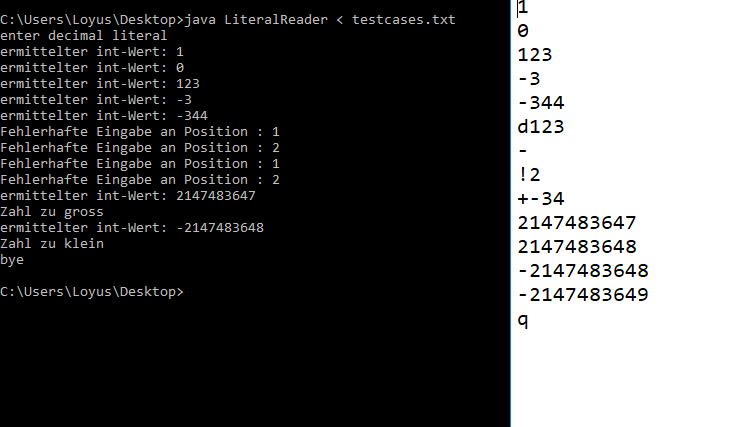 C:\Users\Loyus\Desktop>java LiteralReader < testcases.txt
enter decimal literal
ermittelter int-Wert: 1
ermittelter int-Wert: 0
ermittelter int-Wert: 123
ermittelter int-Wert: -3
ermittelter int-Wert: -344
Fehlerhafte Eingabe an Position : 1
Fehlerhafte Eingabe an Position : 2
Fehlerhafte Eingabe an Position : 1
Fehlerhafte Eingabe an Position : 2
ermittelter int-Wert: 2147483647
Zahl zu gross
ermittelter int-Wert: -2147483648
Zahl zu klein
bye
C:\Users\Loyus\Desktop>
1
0
123
-3
-344
d123
-
!2
+-34
2147483647
2147483648
-2147483648
-2147483649
q